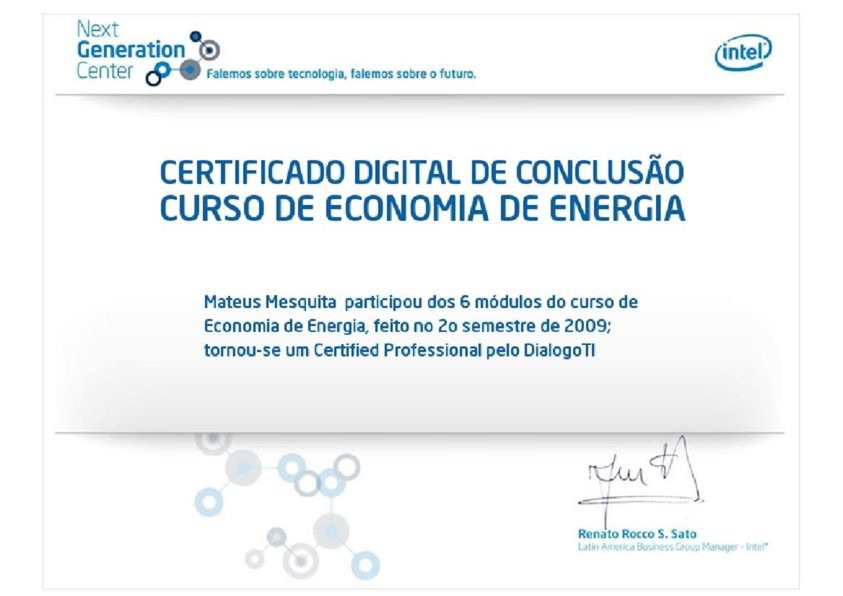 Next
Generation
Center
Falemos sobre tecnologia, falemos sobre o futuro.
intel
CERTIFICADO DIGITAL DE CONCLUSÃO
CURSO DE ECONOMIA DE ENERGIA
Mateus Mesquita participou dos 6 módulos do curso de
Economia de Energia, feito no 2o semestre de 2009;
tornou-se um Certified Professional pelo DialogoTI
Renato Rocco S. Sato
Latin America Business Group Manager - Intel®